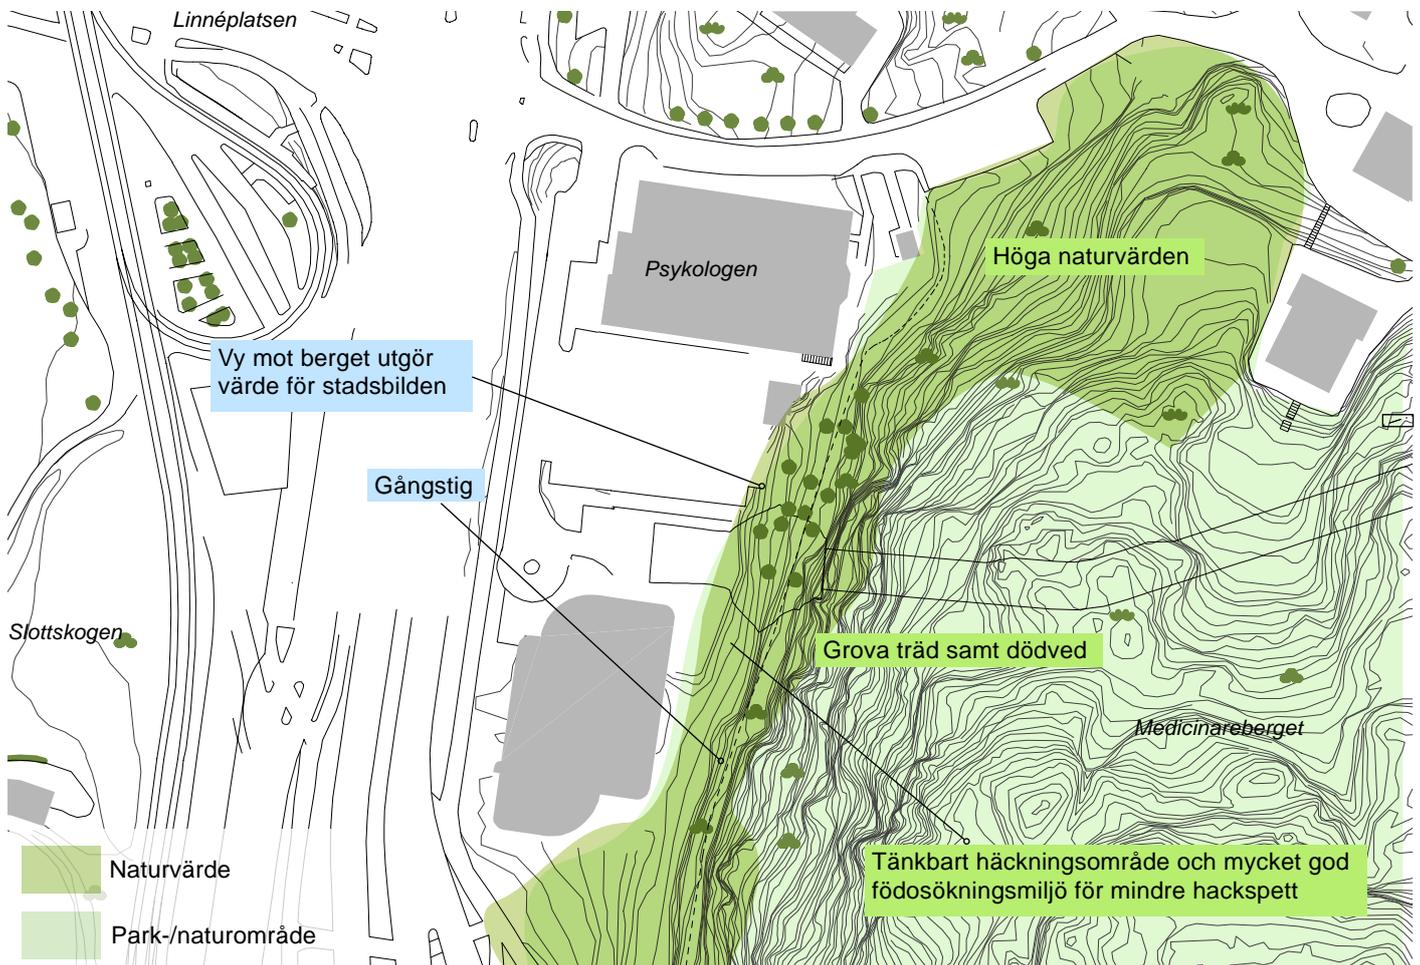 Linnéplatsen
Höga naturvärden
Psykologen
Vy mot berget utgör
värde för stadsbilden
Gångstig
Slottskogen
Grova träd samt dödved
Medicinareberget
Tänkbart häckningsområde och mycket god
födosökningsmiljö för mindre hackspett
Naturvärde
Park-/naturområde